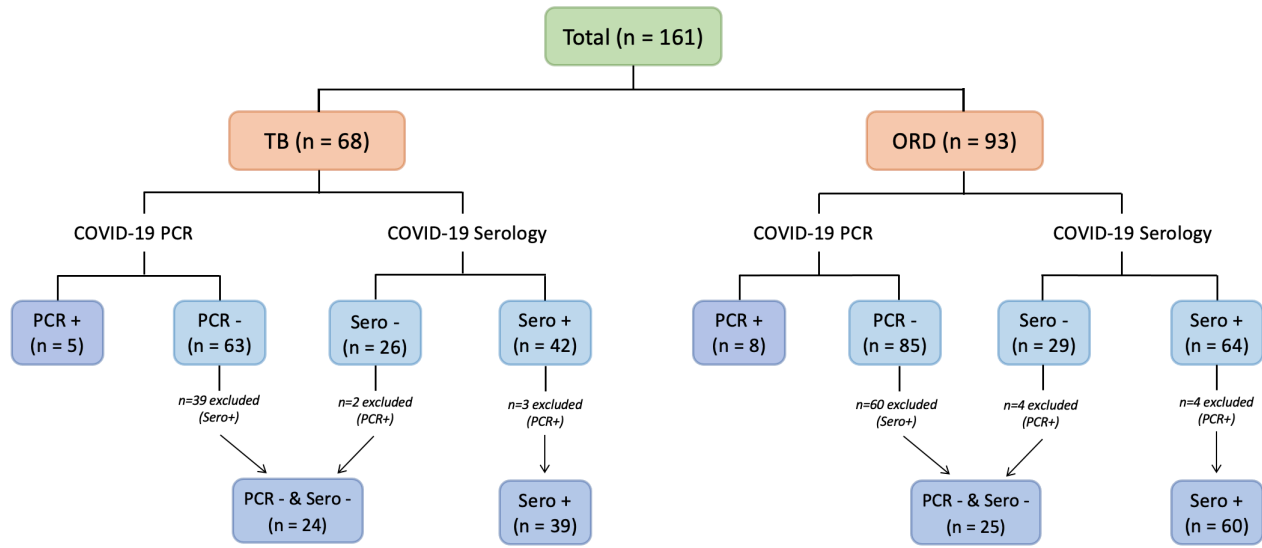 Total (n = 161)
TB (n = 68)
ORD (n = 93)
COVID-19 PCR
COVID-19 Serology
COVID-19 PCR
COVID-19 Serology
PCR +
(n = 5)
PCR -
(n = 63)
Sero -
(n = 26)
Sero +
(n = 42)
PCR +
(n = 8)
PCR -
(n = 85)
Sero -
(n = 29)
Sero +
(n = 64)
n=39 excluded
(Sero+)
n=2 excluded
(PCR+)
n=3 excluded
(PCR+)
n=60 excluded
(Sero+)
n=4 excluded
(PCR+)
n=4 excluded
(PCR+)
PCR - & Sero -
(n = 24)
Sero +
(n = 39)
PCR - & Sero -
(n = 25)
Sero +
(n = 60)